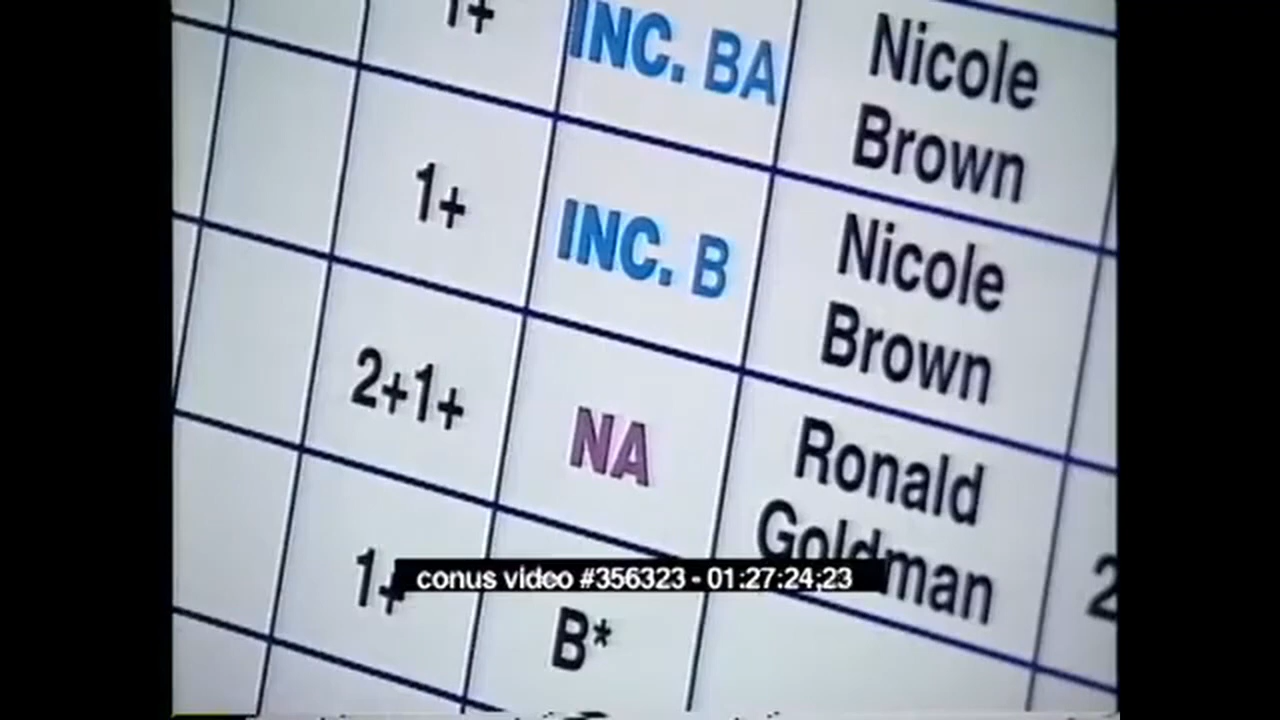 1+ INC. BA Nicole
Brown
1+ INC. B Nicole
Brown
2+1+ NA Ronald
Goldman
conus video #356323 - 01:27:24;23
1+ B*
2